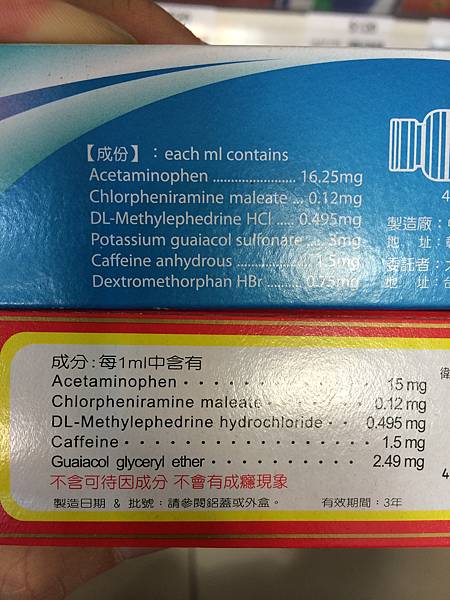 【成份】：each ml contains
Acetaminophen ....................... 16.25mg
Chlorpheniramine maleate ... 0.12mg
DL-Methylephedrine HCl ..... 0.495mg
Potassium guaiacol sulfonate ... 3mg
Caffeine anhydrous ................... 1.5mg
Dextromethorphan HBr ......... 0.75mg
4
製造廠：
地 址：
委託者：
地 址：台
成分:每1ml中含有
Acetaminophen・・・・・・・・・・・・15 mg
Chlorpheniramine maleate・・・・・・・0.12 mg
DL-Methylephedrine hydrochloride・・0.495 mg
Caffeine・・・・・・・・・・・・・・・1.5 mg
Guaiacol glyceryl ether・・・・・・・・2.49 mg
不含可待因成分 不會有成癮現象
製造日期 & 批號：請參閱鋁蓋或外盒。 有效期間：3年
衛
4